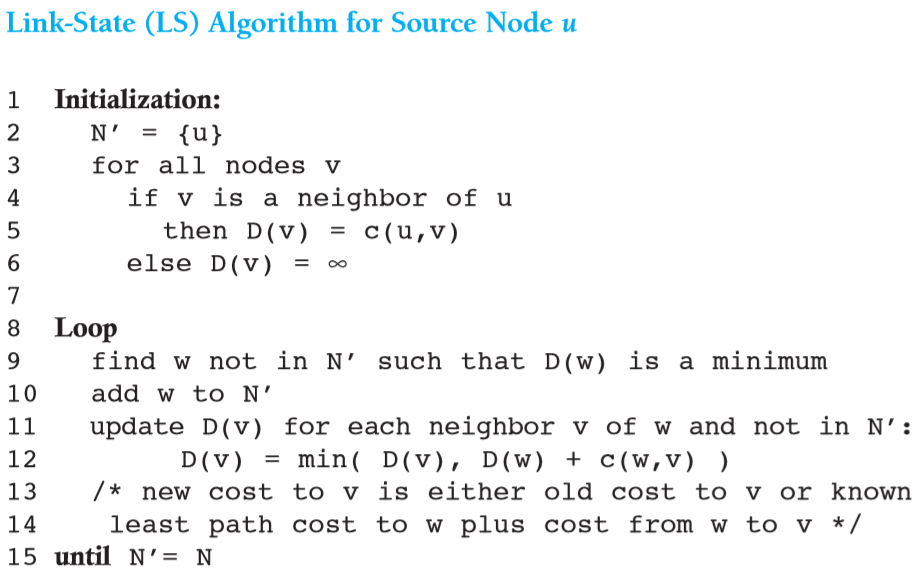 Link-State (LS) Algorithm for Source Node u
1 Initialization:
2 N′ = {u}
3 for all nodes v
4 if v is a neighbor of u
5 then D(v) = c(u,v)
6 else D(v) = ∞
7
8 Loop
9 find w not in N′ such that D(w) is a minimum
10 add w to N′
11 update D(v) for each neighbor v of w and not in N′:
12 D(v) = min( D(v), D(w) + c(w,v) )
13 /* new cost to v is either old cost to v or known
14 least path cost to w plus cost from w to v */
15 until N′= N